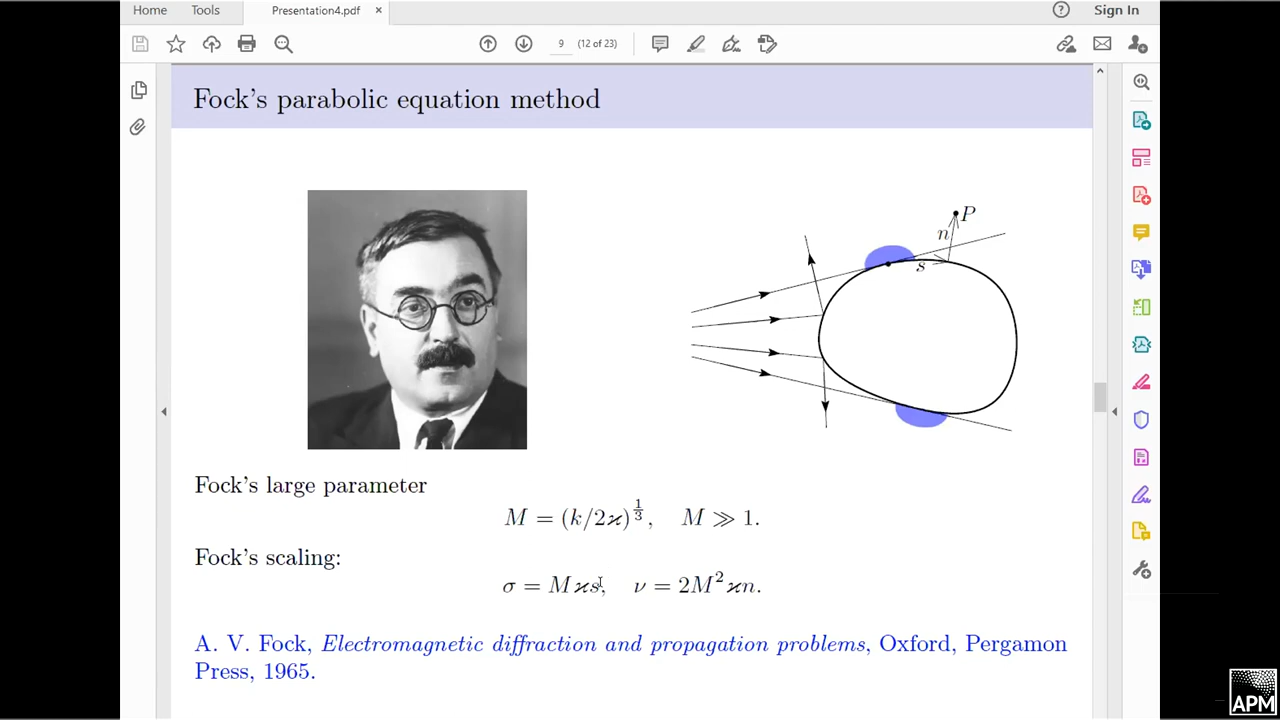 Home Tools Presentation4.pdf × Sign In
9 (12 of 23)
Fock's parabolic equation method
P
n
s
Fock's large parameter
M = (k/2ϰ)^{1/3}, M ≫ 1.
Fock's scaling:
σ = Mϰs, ν = 2M²ϰn.
A. V. Fock, Electromagnetic diffraction and propagation problems, Oxford, Pergamon
Press, 1965.
APM